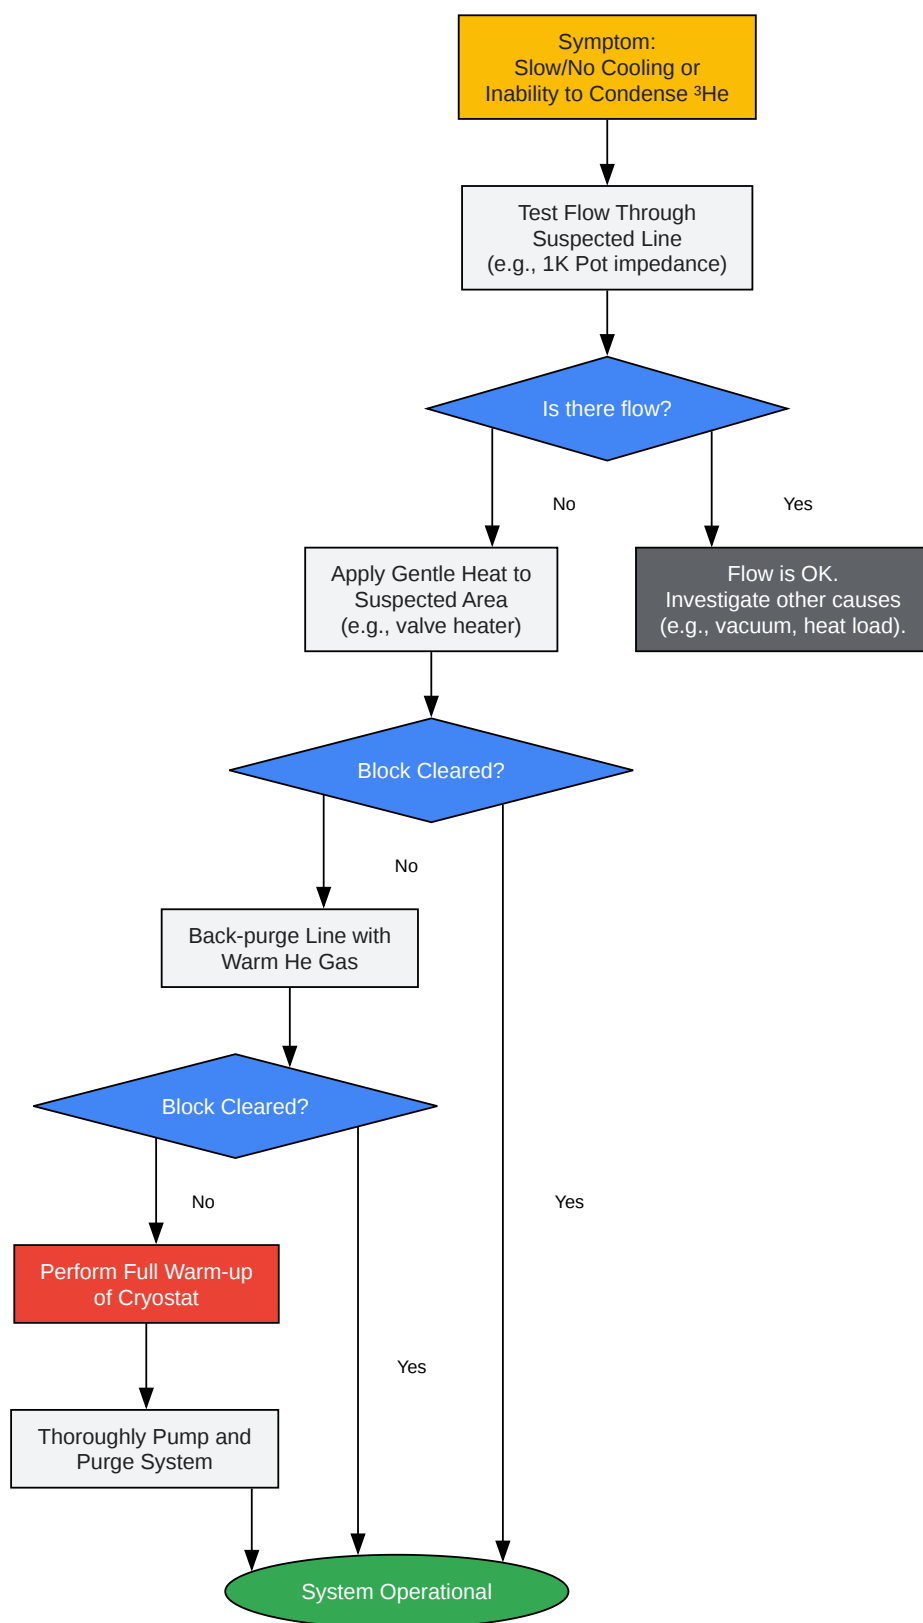 Symptom:
Slow/No Cooling or
Inability to Condense ³He
Test Flow Through
Suspected Line
(e.g., 1K Pot impedance)
Is there flow?
No
Yes
Apply Gentle Heat to
Suspected Area
(e.g., valve heater)
Flow is OK.
Investigate other causes
(e.g., vacuum, heat load).
Block Cleared?
No
Back-purge Line with
Warm He Gas
Block Cleared?
No
Yes
Perform Full Warm-up
of Cryostat
Yes
Thoroughly Pump and
Purge System
System Operational